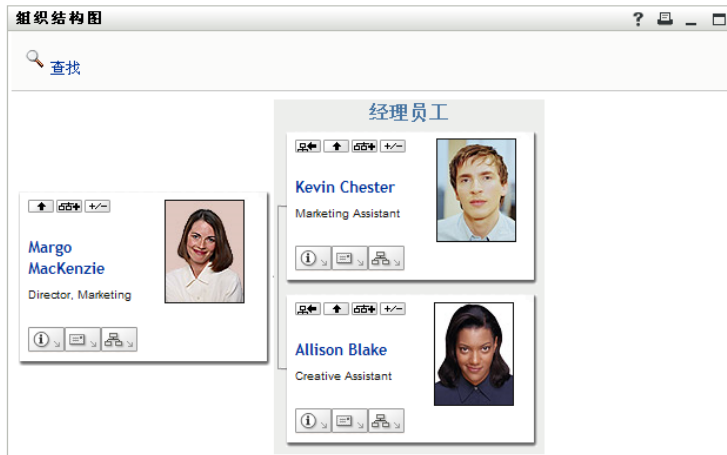 组织结构图
查找
经理员工
Kevin Chester
Marketing Assistant
Margo
MacKenzie
Director, Marketing
Allison Blake
Creative Assistant